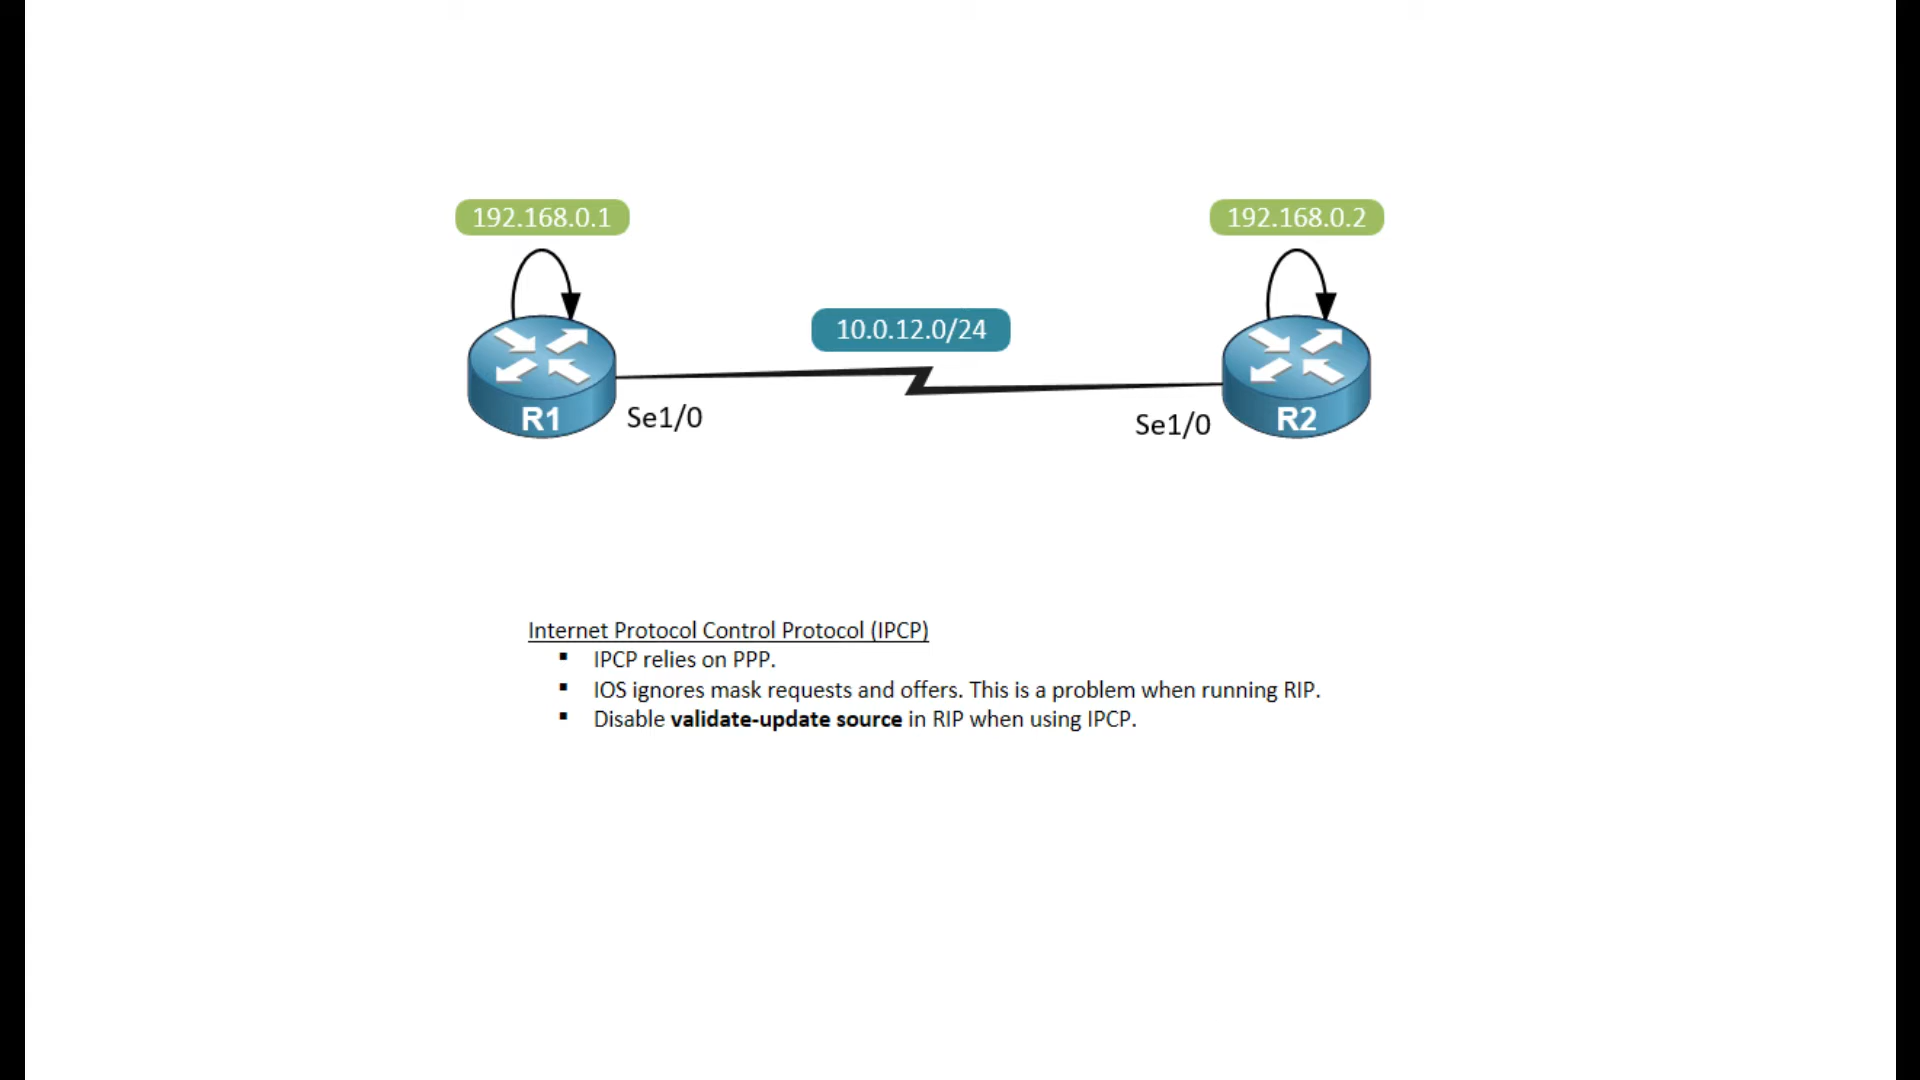 192.168.0.1
192.168.0.2
10.0.12.0/24
R1
Se1/0
Se1/0
R2
Internet Protocol Control Protocol (IPCP)
▪ IPCP relies on PPP.
▪ IOS ignores mask requests and offers. This is a problem when running RIP.
▪ Disable validate-update source in RIP when using IPCP.